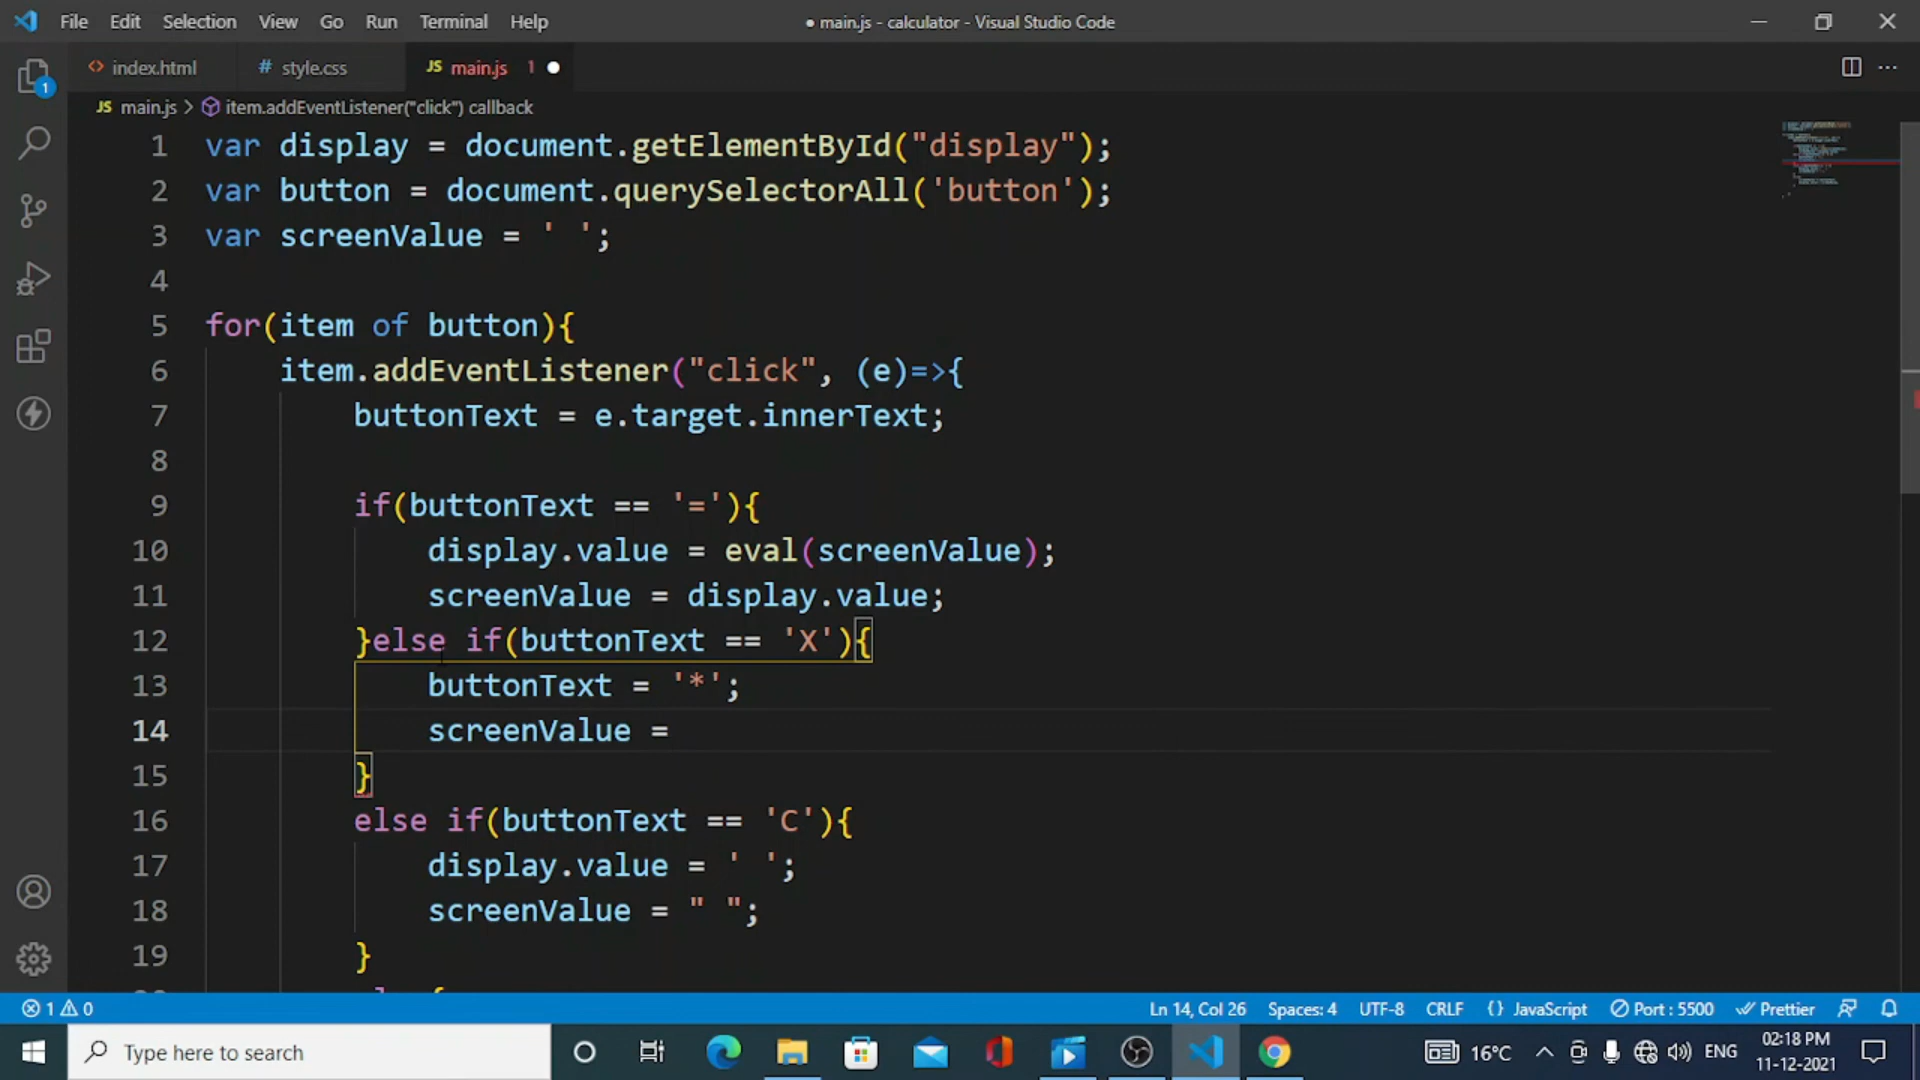 File Edit Selection View Go Run Terminal Help
● main.js - calculator - Visual Studio Code
<> index.html
# style.css
JS main.js 1 ●
JS main.js > item.addEventListener("click") callback
1 var display = document.getElementById("display");
2 var button = document.querySelectorAll('button');
3 var screenValue = ' ';
4
5 for(item of button){
6 item.addEventListener("click", (e)=>{
7 buttonText = e.target.innerText;
8
9 if(buttonText == '='){
10 display.value = eval(screenValue);
11 screenValue = display.value;
12 }else if(buttonText == 'X'){
13 buttonText = '*';
14 screenValue =
15 }
16 else if(buttonText == 'C'){
17 display.value = ' ';
18 screenValue = " ";
19 }
1
1 0
Ln 14, Col 26 Spaces: 4 UTF-8 CRLF {} JavaScript Port : 5500 Prettier
Type here to search
16°C
ENG
02:18 PM
11-12-2021